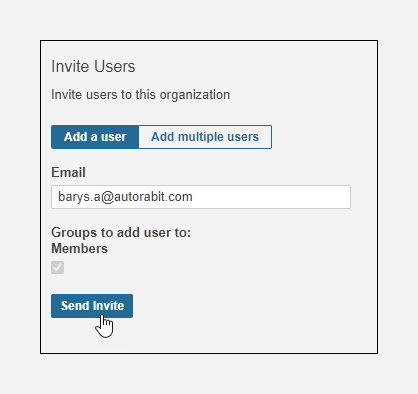 Invite Users
Invite users to this organization
Add a user
Add multiple users
Email
barys.a@autorabit.com
Groups to add user to:
Members
Send Invite